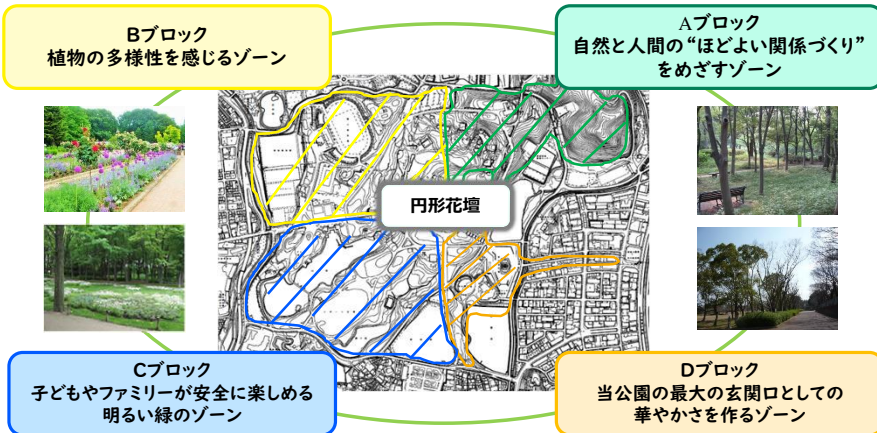 Bブロック
植物の多様性を感じるゾーン
Aブロック
自然と人間の“ほどよい関係づくり”
をめざすゾーン
円形花壇
Cブロック
子どもやファミリーが安全に楽しめる
明るい緑のゾーン
Dブロック
当公園の最大の玄関口としての
華やかさを作るゾーン